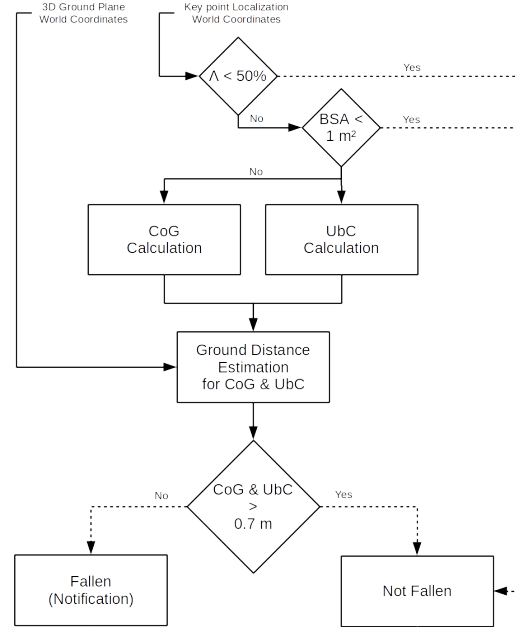 3D Ground Plane
World Coordinates
Key point Localization
World Coordinates
Λ < 50%
Yes
No
BSA <
1 m²
Yes
No
CoG
Calculation
UbC
Calculation
Ground Distance
Estimation
for CoG & UbC
CoG & UbC
>
0.7 m
No
Yes
Fallen
(Notification)
Not Fallen